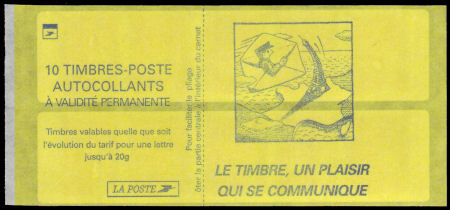 10 TIMBRES-POSTE
AUTOCOLLANTS
À VALIDITÉ PERMANENTE
Timbres valables quelle que soit
l'évolution du tarif pour une lettre
jusqu'à 20g
LA POSTE
Pour faciliter le pliage
ôter la partie centrale à l'intérieur du carnet
LE TIMBRE, UN PLAISIR
QUI SE COMMUNIQUE